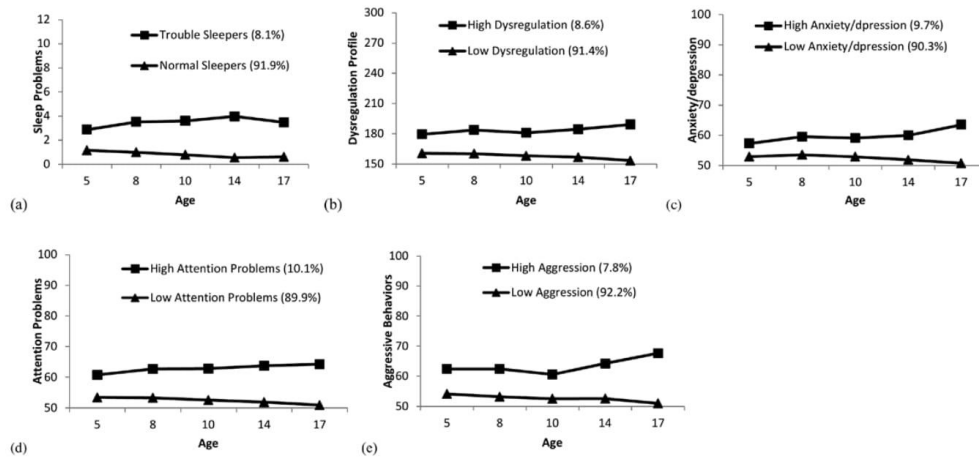 Sleep Problems
12
10
8
6
4
2
0
Trouble Sleepers (8.1%)
Normal Sleepers (91.9%)
5 8 10 14 17
Age
(a)
Dysregulation Profile
300
270
240
210
180
150
High Dysregulation (8.6%)
Low Dysregulation (91.4%)
5 8 10 14 17
Age
(b)
Anxiety/depression
100
90
80
70
60
50
High Anxiety/dpression (9.7%)
Low Anxiety/dpression (90.3%)
5 8 10 14 17
Age
(c)
Attention Problems
100
90
80
70
60
50
High Attention Problems (10.1%)
Low Attention Problems (89.9%)
5 8 10 14 17
Age
(d)
Aggressive Behaviors
100
90
80
70
60
50
High Aggression (7.8%)
Low Aggression (92.2%)
5 8 10 14 17
Age
(e)